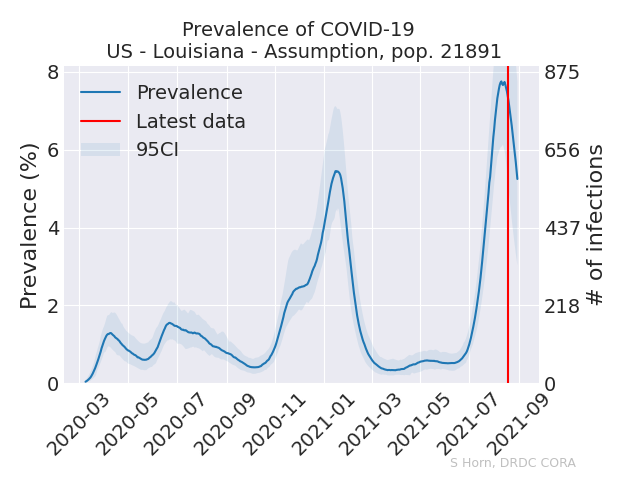 Prevalence of COVID-19
US - Louisiana - Assumption, pop. 21891
Prevalence
Latest data
95CI
Prevalence (%)
8
6
4
2
0
875
656
437
218
0
# of infections
2020-03
2020-05
2020-07
2020-09
2020-11
2021-01
2021-03
2021-05
2021-07
2021-09
S Horn, DRDC CORA